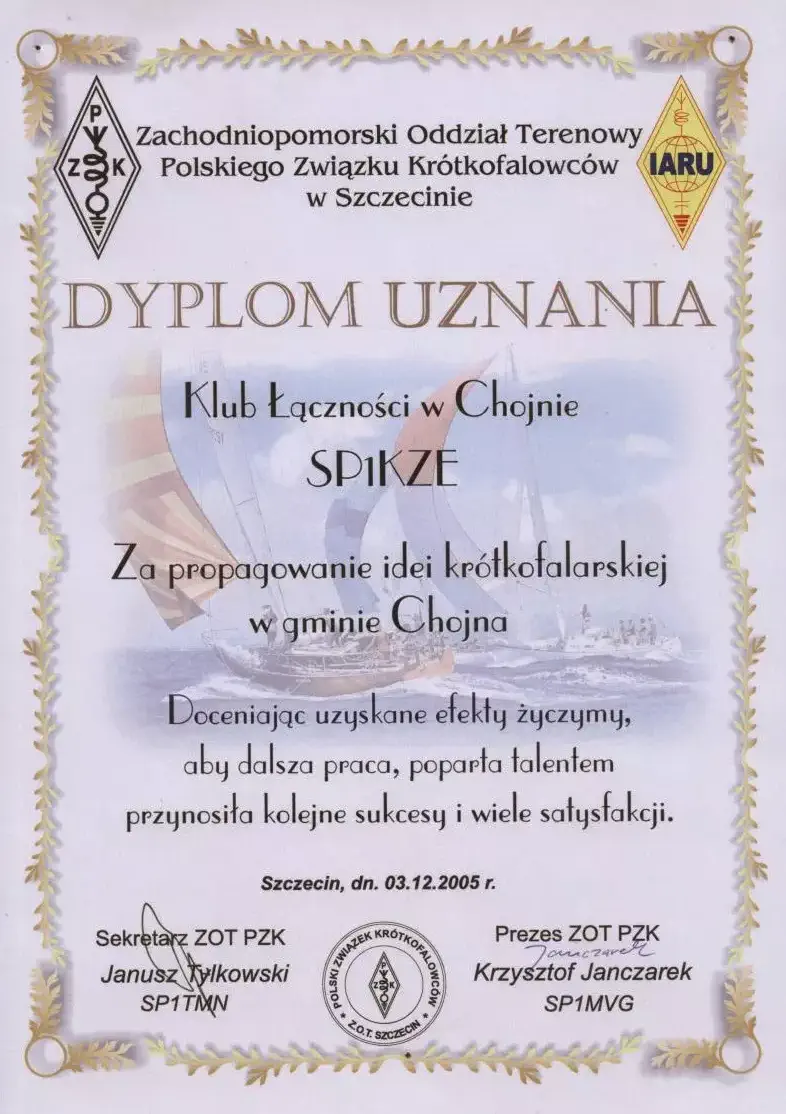 P
Z K
Zachodniopomorski Oddział Terenowy
Polskiego Związku Krótkofalowców
w Szczecinie
IARU
DYPLOM UZNANIA
Klub Łączności w Chojnie
SP1KZE
Za propagowanie idei krótkofalarskiej
w gminie Chojna
Doceniając uzyskane efekty życzymy,
aby dalsza praca, poparta talentem
przynosiła kolejne sukcesy i wiele satysfakcji.
Szczecin, dn. 03.12.2005 r.
Sekretarz ZOT PZK
Janusz Tylkowski
SP1TMN
POLSKI ZWIĄZEK KRÓTKOFALOWCÓW
P
Z K
* Z.O.T. SZCZECIN *
Prezes ZOT PZK
Janczarek
Krzysztof Janczarek
SP1MVG